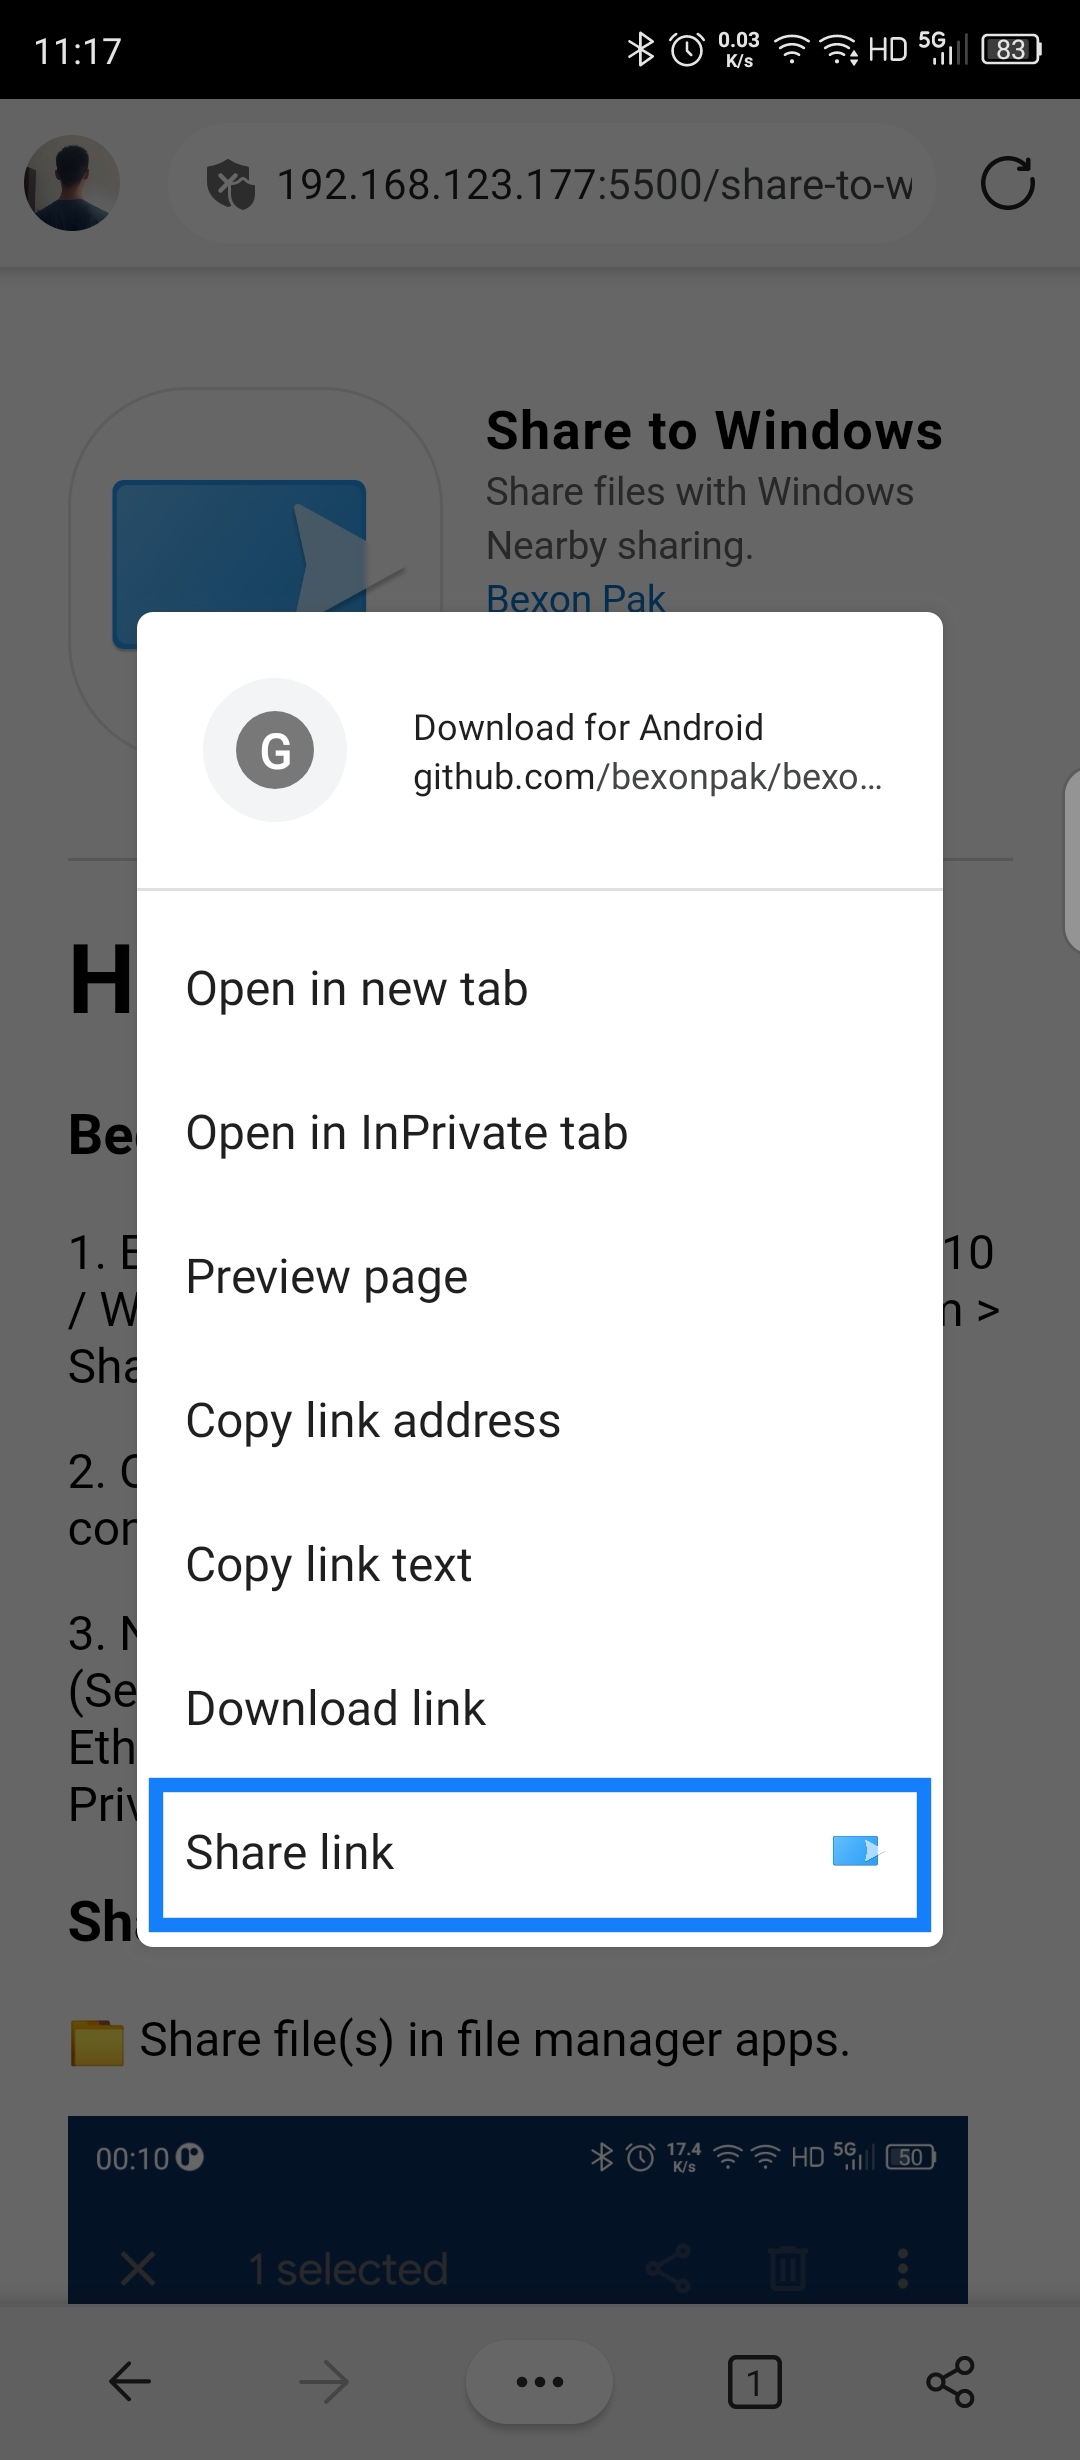 11:17
0.03
K/s
HD
5G
83
192.168.123.177:5500/share-to-w
Share to Windows
Share files with Windows
Nearby sharing.
Bexon Pak
G
Download for Android
github.com/bexonpak/bexo...
H
Open in new tab
Open in InPrivate tab
1.
10
/ W
>
Preview page
Sha
Copy link address
2.
con
Copy link text
3. N
(Se
Download link
Eth
Priv
Share link
Sha
Share file(s) in file manager apps.
00:10
17.4
K/s
HD
5G
50
1 selected
1